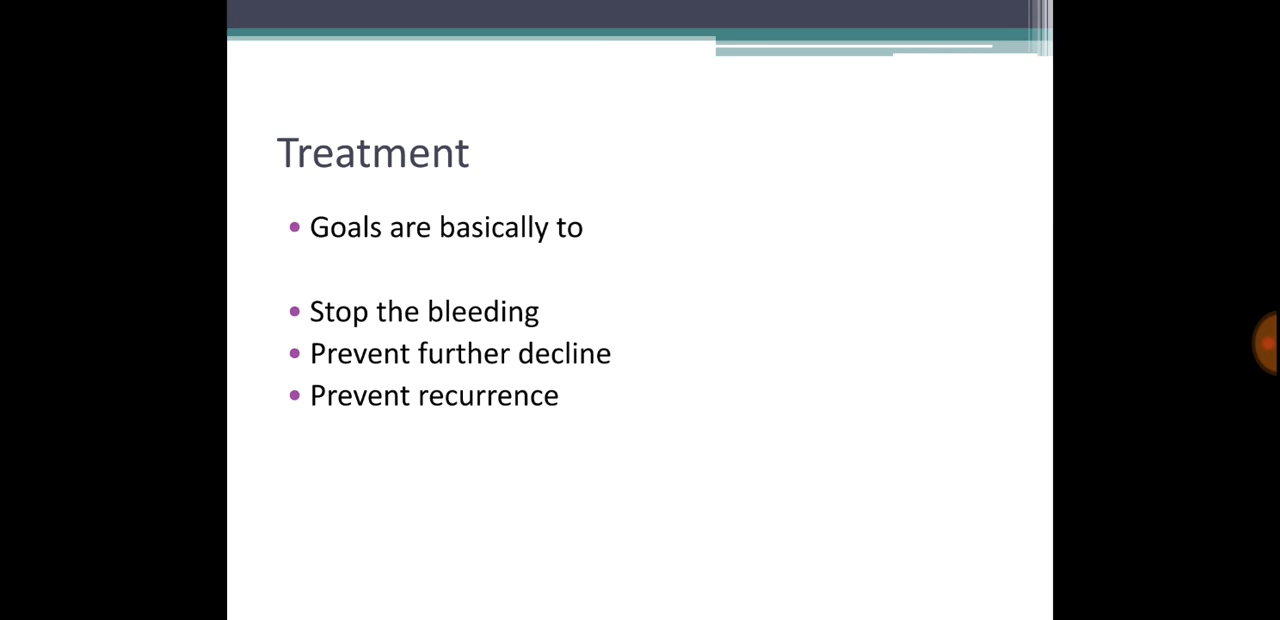 Treatment
• Goals are basically to
• Stop the bleeding
• Prevent further decline
• Prevent recurrence